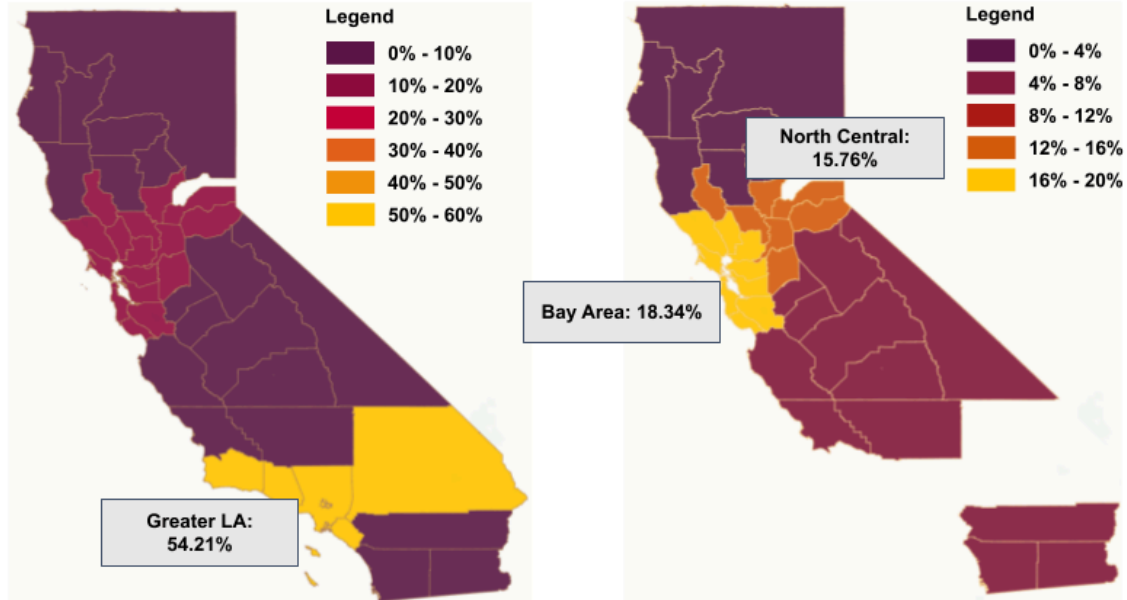 Legend
0% - 10%
10% - 20%
20% - 30%
30% - 40%
40% - 50%
50% - 60%
Greater LA:
54.21%
Legend
0% - 4%
4% - 8%
8% - 12%
12% - 16%
16% - 20%
North Central:
15.76%
Bay Area: 18.34%